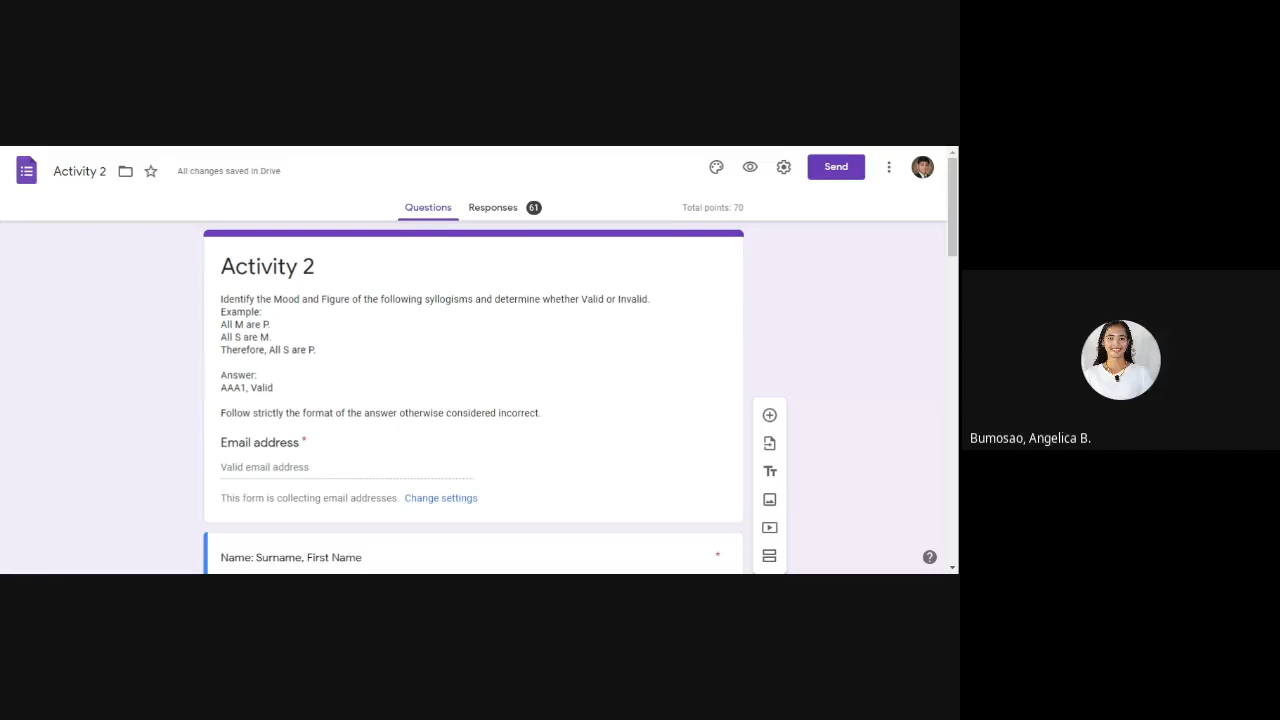 Activity 2
All changes saved in Drive
Send
Questions
Responses 61
Total points: 70
Activity 2
Identify the Mood and Figure of the following syllogisms and determine whether Valid or Invalid.
Example:
All M are P.
All S are M.
Therefore, All S are P.
Answer:
AAA1, Valid
Follow strictly the format of the answer otherwise considered incorrect.
Email address *
Valid email address
This form is collecting email addresses. Change settings
Name: Surname, First Name *
Bumosao, Angelica B.